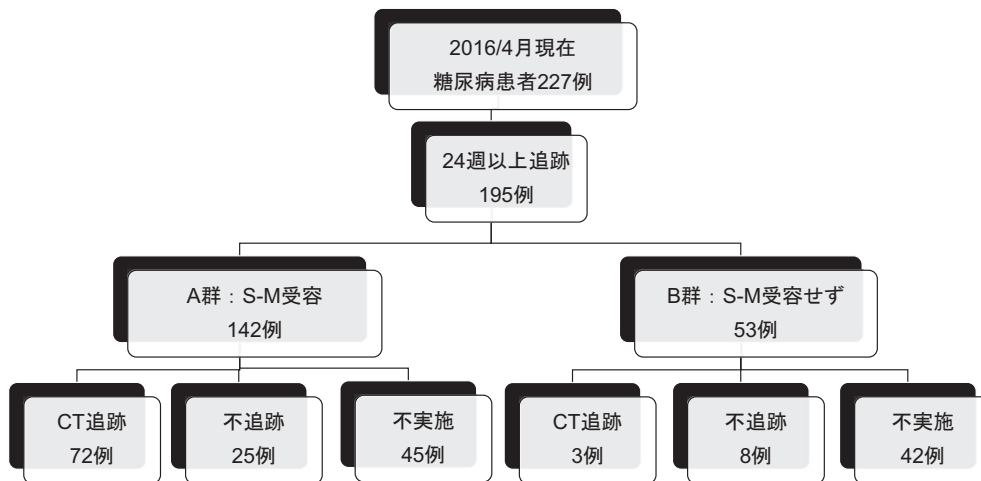 2016/4月現在
糖尿病患者227例
24週以上追跡
195例
A群：S-M受容
142例
B群：S-M受容せず
53例
CT追跡
72例
不追跡
25例
不実施
45例
CT追跡
3例
不追跡
8例
不実施
42例